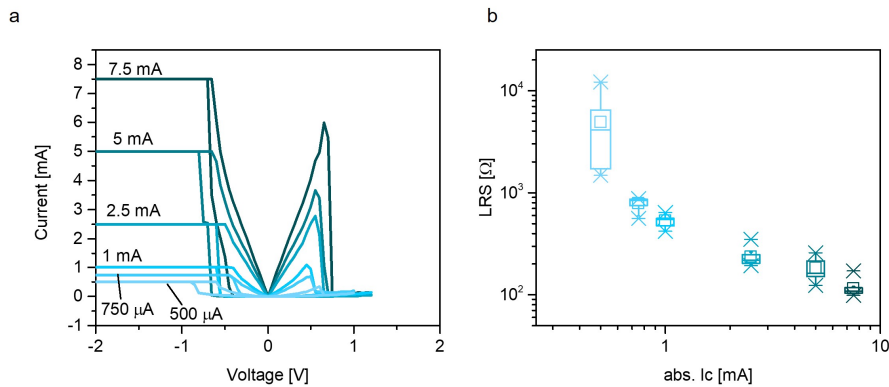 a
b
8
7
6
5
4
3
2
1
0
-1
Current [mA]
7.5 mA
5 mA
2.5 mA
1 mA
750 µA
500 µA
-2
-1
0
1
2
Voltage [V]
10⁴
10³
10²
LRS [Ω]
1
10
abs. Ic [mA]